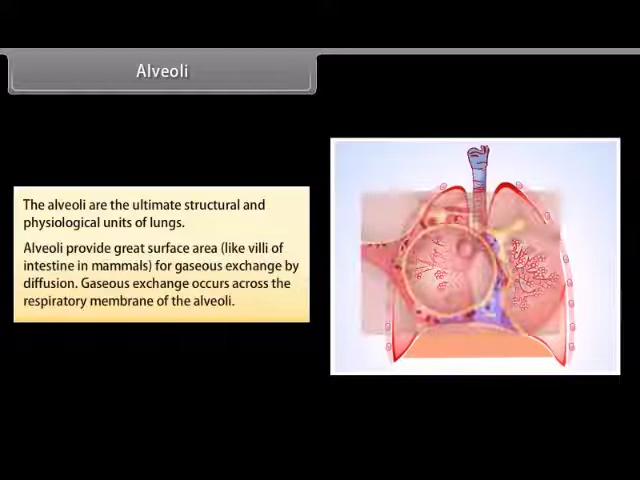 Alveoli
The alveoli are the ultimate structural and
physiological units of lungs.
Alveoli provide great surface area (like villi of
intestine in mammals) for gaseous exchange by
diffusion. Gaseous exchange occurs across the
respiratory membrane of the alveoli.